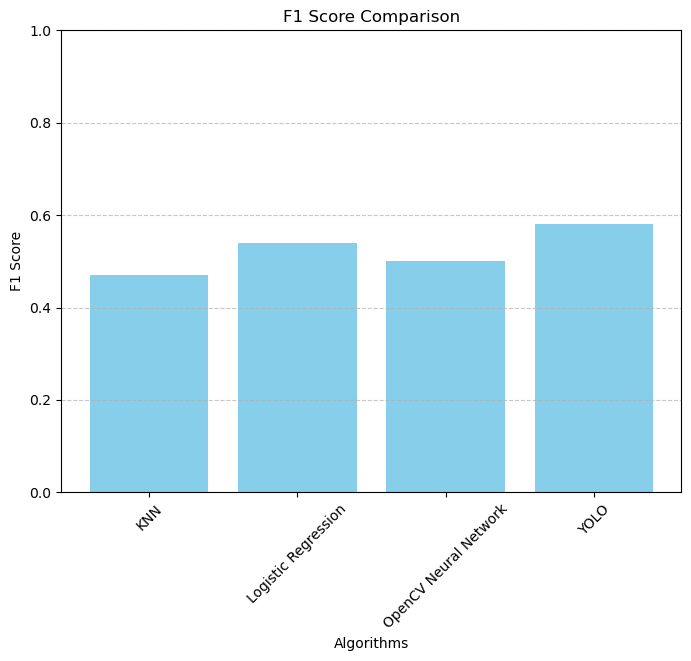 F1 Score Comparison
1.0
0.8
0.6
0.4
0.2
0.0
F1 Score
KNN
Logistic Regression
OpenCV Neural Network
YOLO
Algorithms